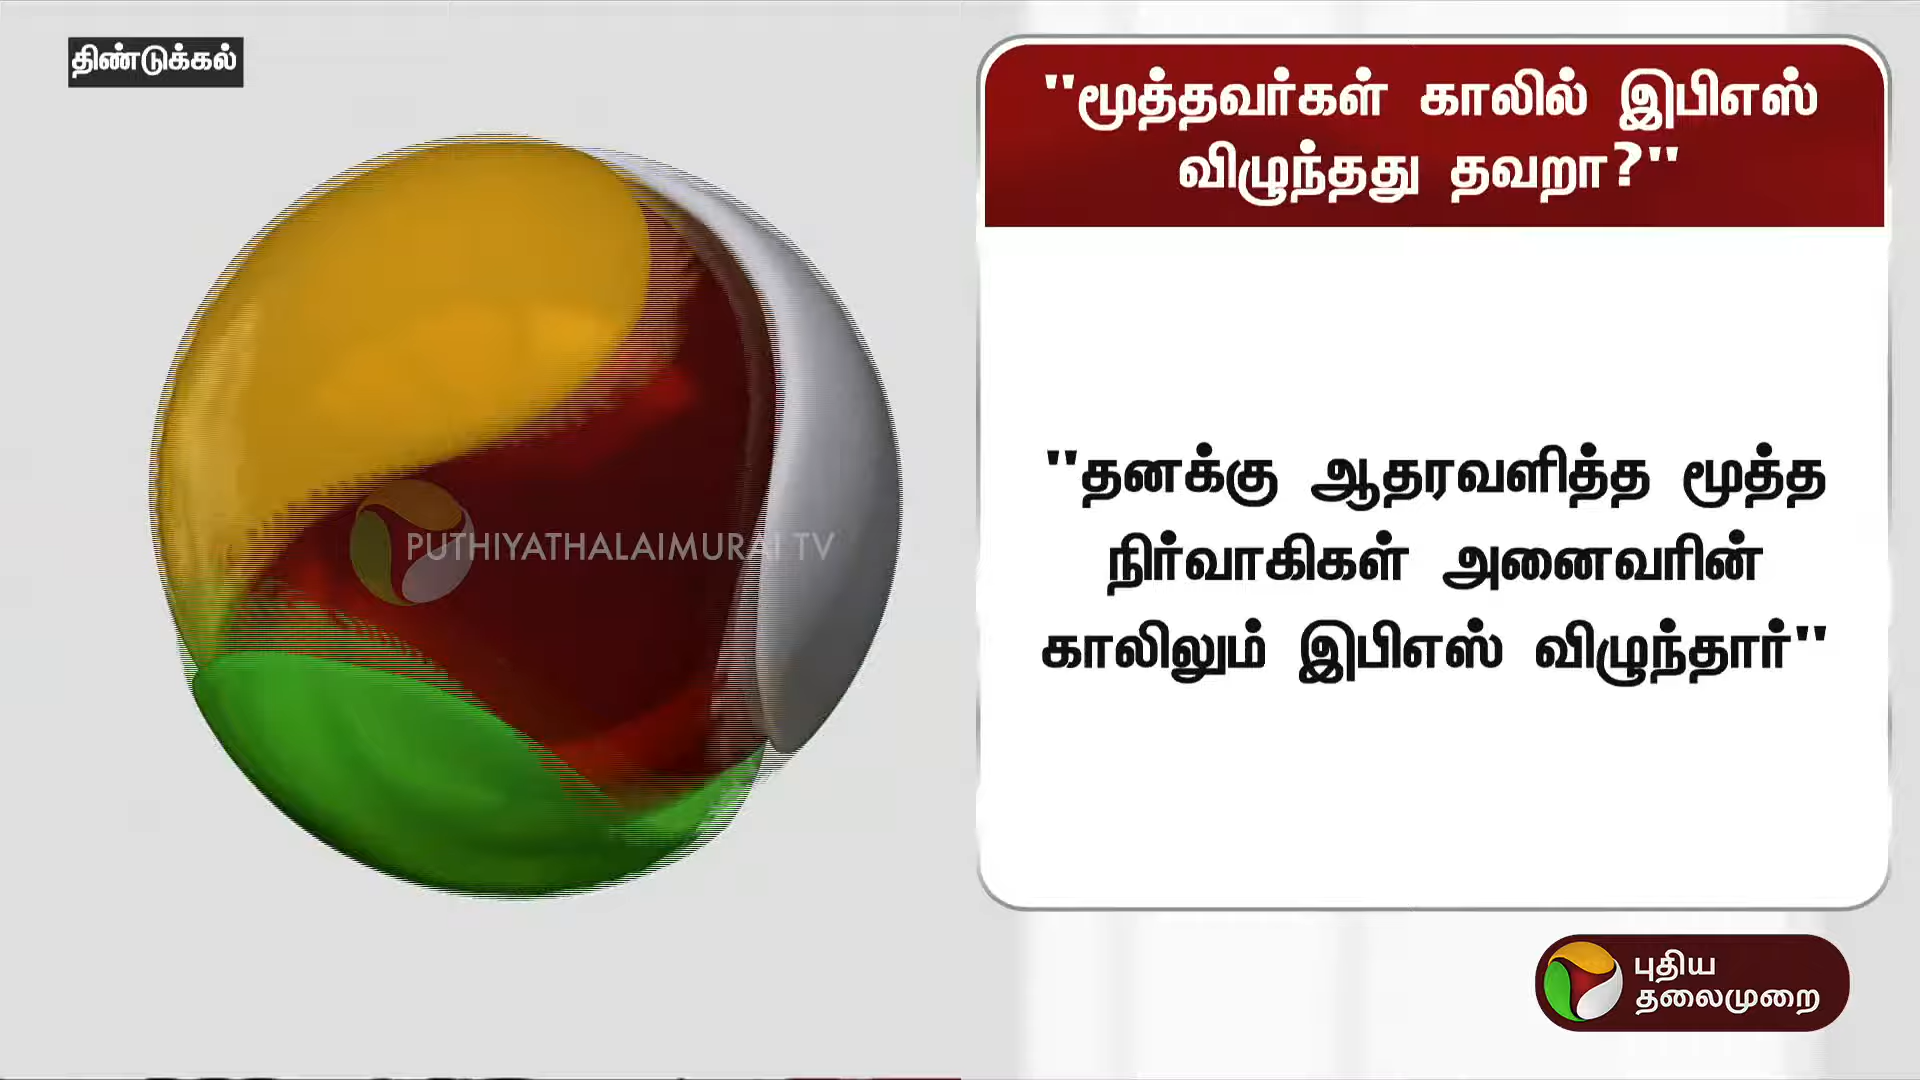 திண்டுக்கல்
"மூத்தவர்கள் காலில் இபிஎஸ்
விழுந்தது தவறா?"
"தனக்கு ஆதரவளித்த மூத்த
நிர்வாகிகள் அனைவரின்
காலிலும் இபிஎஸ் விழுந்தார்"
PUTHIYATHALAIMURAI TV
புதிய
தலைமுறை